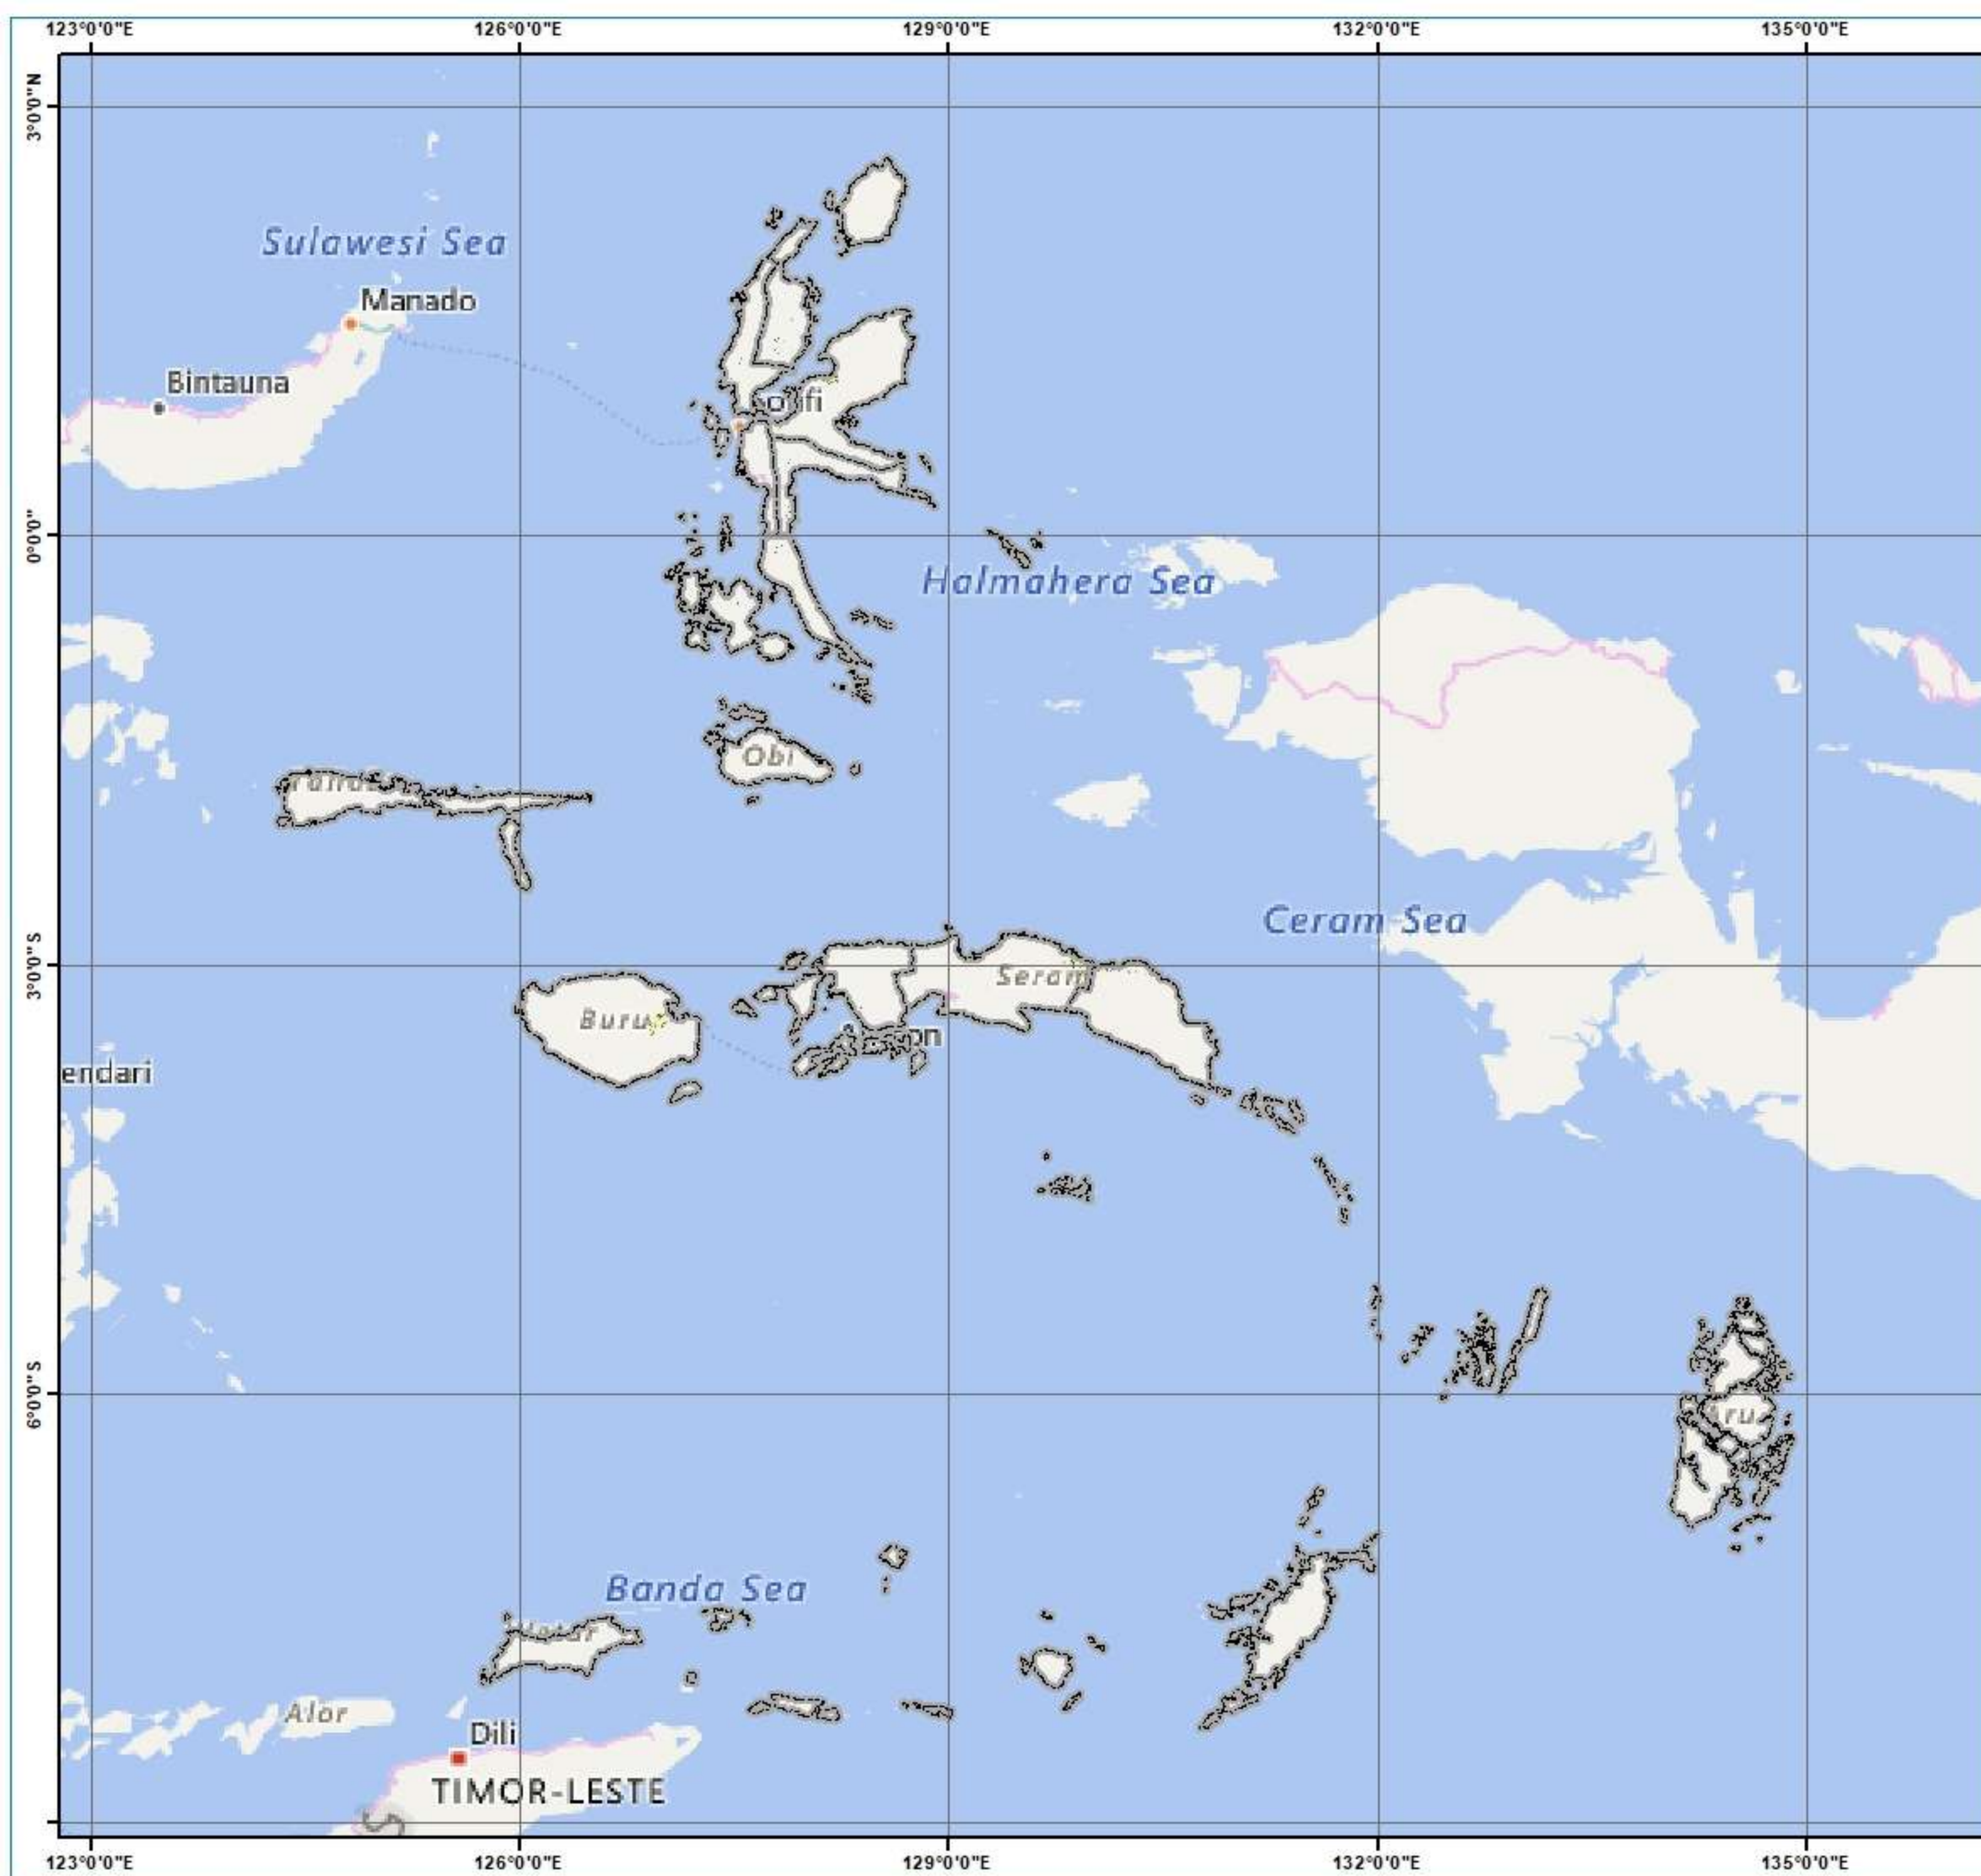 123°0'0"E 126°0'0"E 129°0'0"E 132°0'0"E 135°0'0"E
3°0'0"N
Sulawesi Sea
Manado
Bintauna
0°0'0"
Halmahera Sea
Obi
Ceram Sea
3°0'0"S
Seram
Buru
endari
6°0'0"S
Banda Sea
Alor
Dili
TIMOR-LESTE
123°0'0"E 126°0'0"E 129°0'0"E 132°0'0"E 135°0'0"E